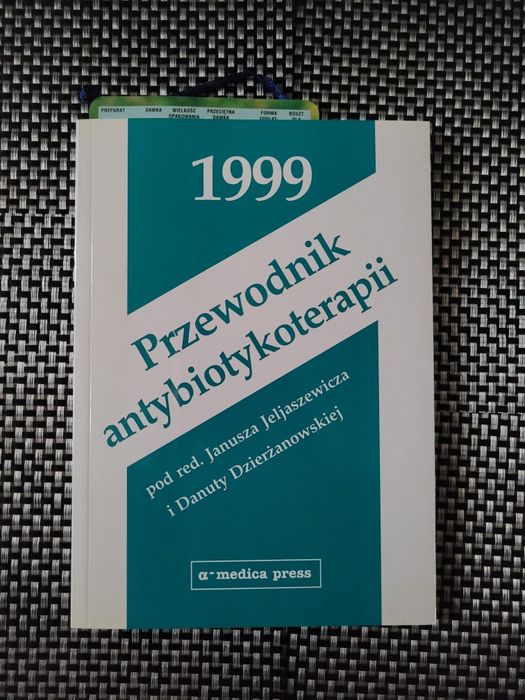 PREPARAT DAWKA WIELKOŚĆ PRZECIĘTNA FORMA KOSZT
OPAKOWANIA DAWKA
1999
Przewodnik
antybiotykoterapii
pod red. Janusza Jeljaszewicza
i Danuty Dzierżanowskiej
α-medica press